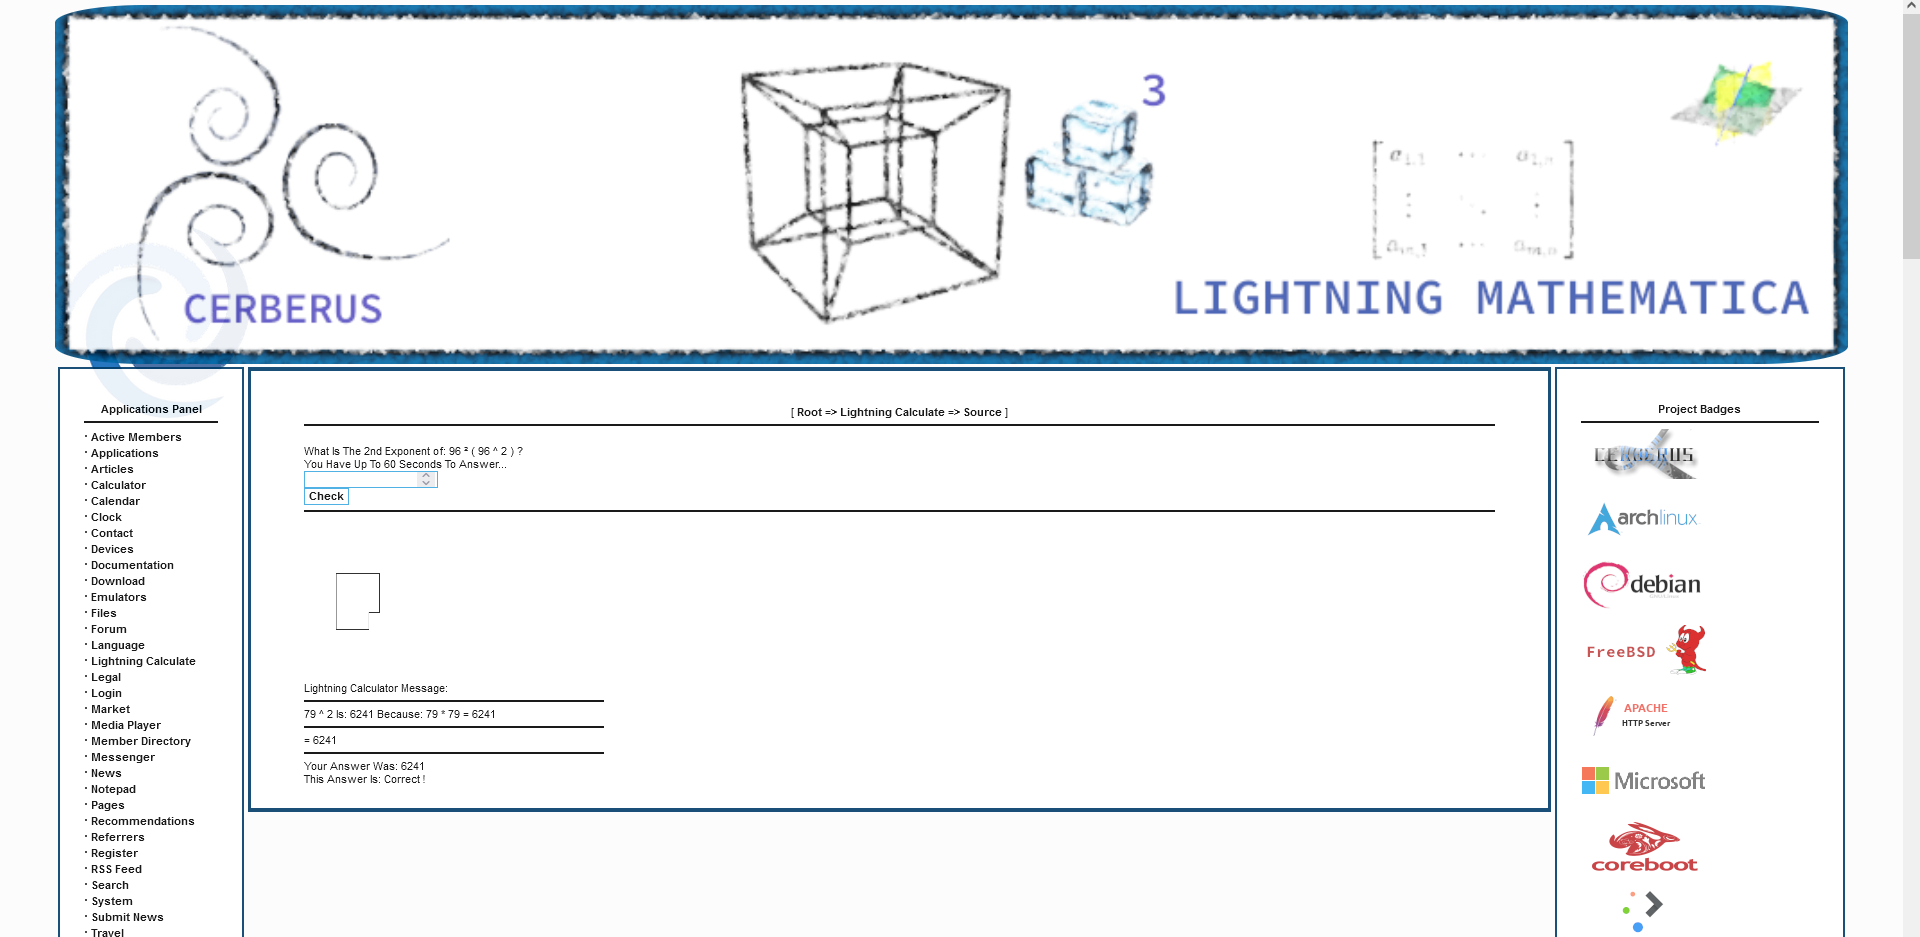 3
CERBERUS
LIGHTNING MATHEMATICA
Applications Panel
· Active Members
· Applications
· Articles
· Calculator
· Calendar
· Clock
· Contact
· Devices
· Documentation
· Download
· Emulators
· Files
· Forum
· Language
· Lightning Calculate
· Legal
· Login
· Market
· Media Player
· Member Directory
· Messenger
· News
· Notepad
· Pages
· Recommendations
· Referrers
· Register
· RSS Feed
· Search
· System
· Submit News
· Travel
[ Root => Lightning Calculate => Source ]
What Is The 2nd Exponent of: 96 ² ( 96 ^ 2 ) ?
You Have Up To 60 Seconds To Answer...
Check
Lightning Calculator Message:
79 ^ 2 Is: 6241 Because: 79 * 79 = 6241
= 6241
Your Answer Was: 6241
This Answer Is: Correct !
Project Badges
CERBERUS
archlinux
debian
FreeBSD
APACHE
HTTP Server
Microsoft
coreboot